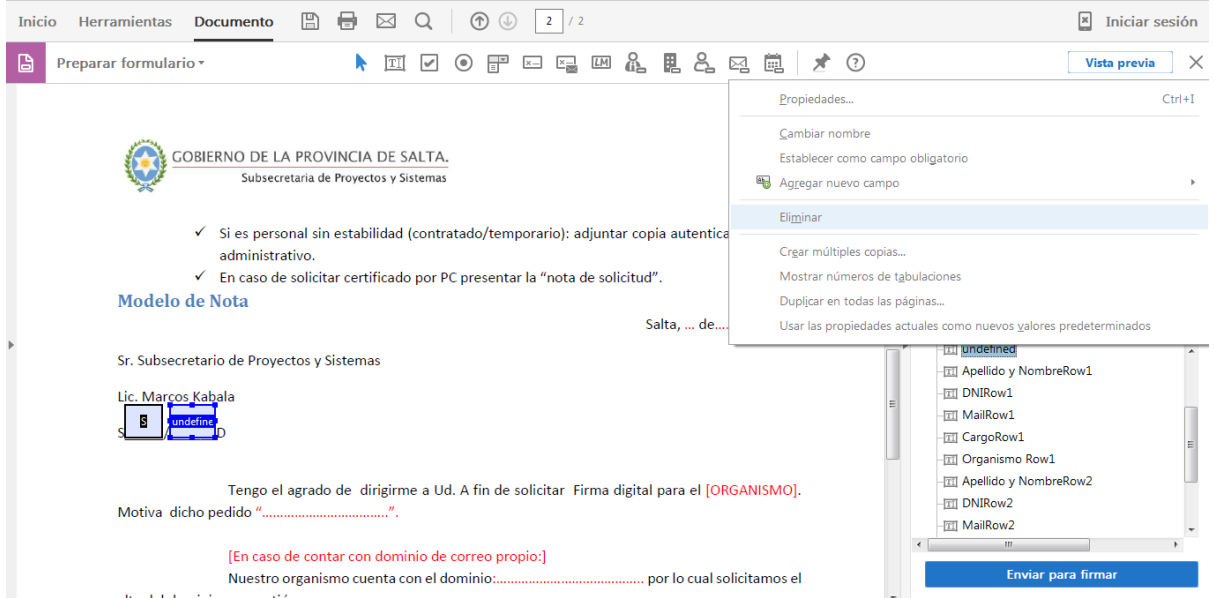 Inicio Herramientas Documento 2 / 2 Iniciar sesión
Preparar formulario Vista previa
Propiedades... Ctrl+I
Cambiar nombre
Establecer como campo obligatorio
Agregar nuevo campo
Eliminar
Crear múltiples copias...
Mostrar números de tabulaciones
Duplicar en todas las páginas...
Usar las propiedades actuales como nuevos valores predeterminados
GOBIERNO DE LA PROVINCIA DE SALTA.
Subsecretaria de Proyectos y Sistemas
✓ Si es personal sin estabilidad (contratado/temporario): adjuntar copia autentica
administrativo.
✓ En caso de solicitar certificado por PC presentar la “nota de solicitud”.
Modelo de Nota
Salta, ... de....
Sr. Subsecretario de Proyectos y Sistemas
Lic. Marcos Kabala
S undefine
S / D
Tengo el agrado de dirigirme a Ud. A fin de solicitar Firma digital para el [ORGANISMO].
Motiva dicho pedido “...................................”.
[En caso de contar con dominio de correo propio:]
Nuestro organismo cuenta con el dominio:......................................... por lo cual solicitamos el
undefined
Apellido y NombreRow1
DNIRow1
MailRow1
CargoRow1
Organismo Row1
Apellido y NombreRow2
DNIRow2
MailRow2
Enviar para firmar